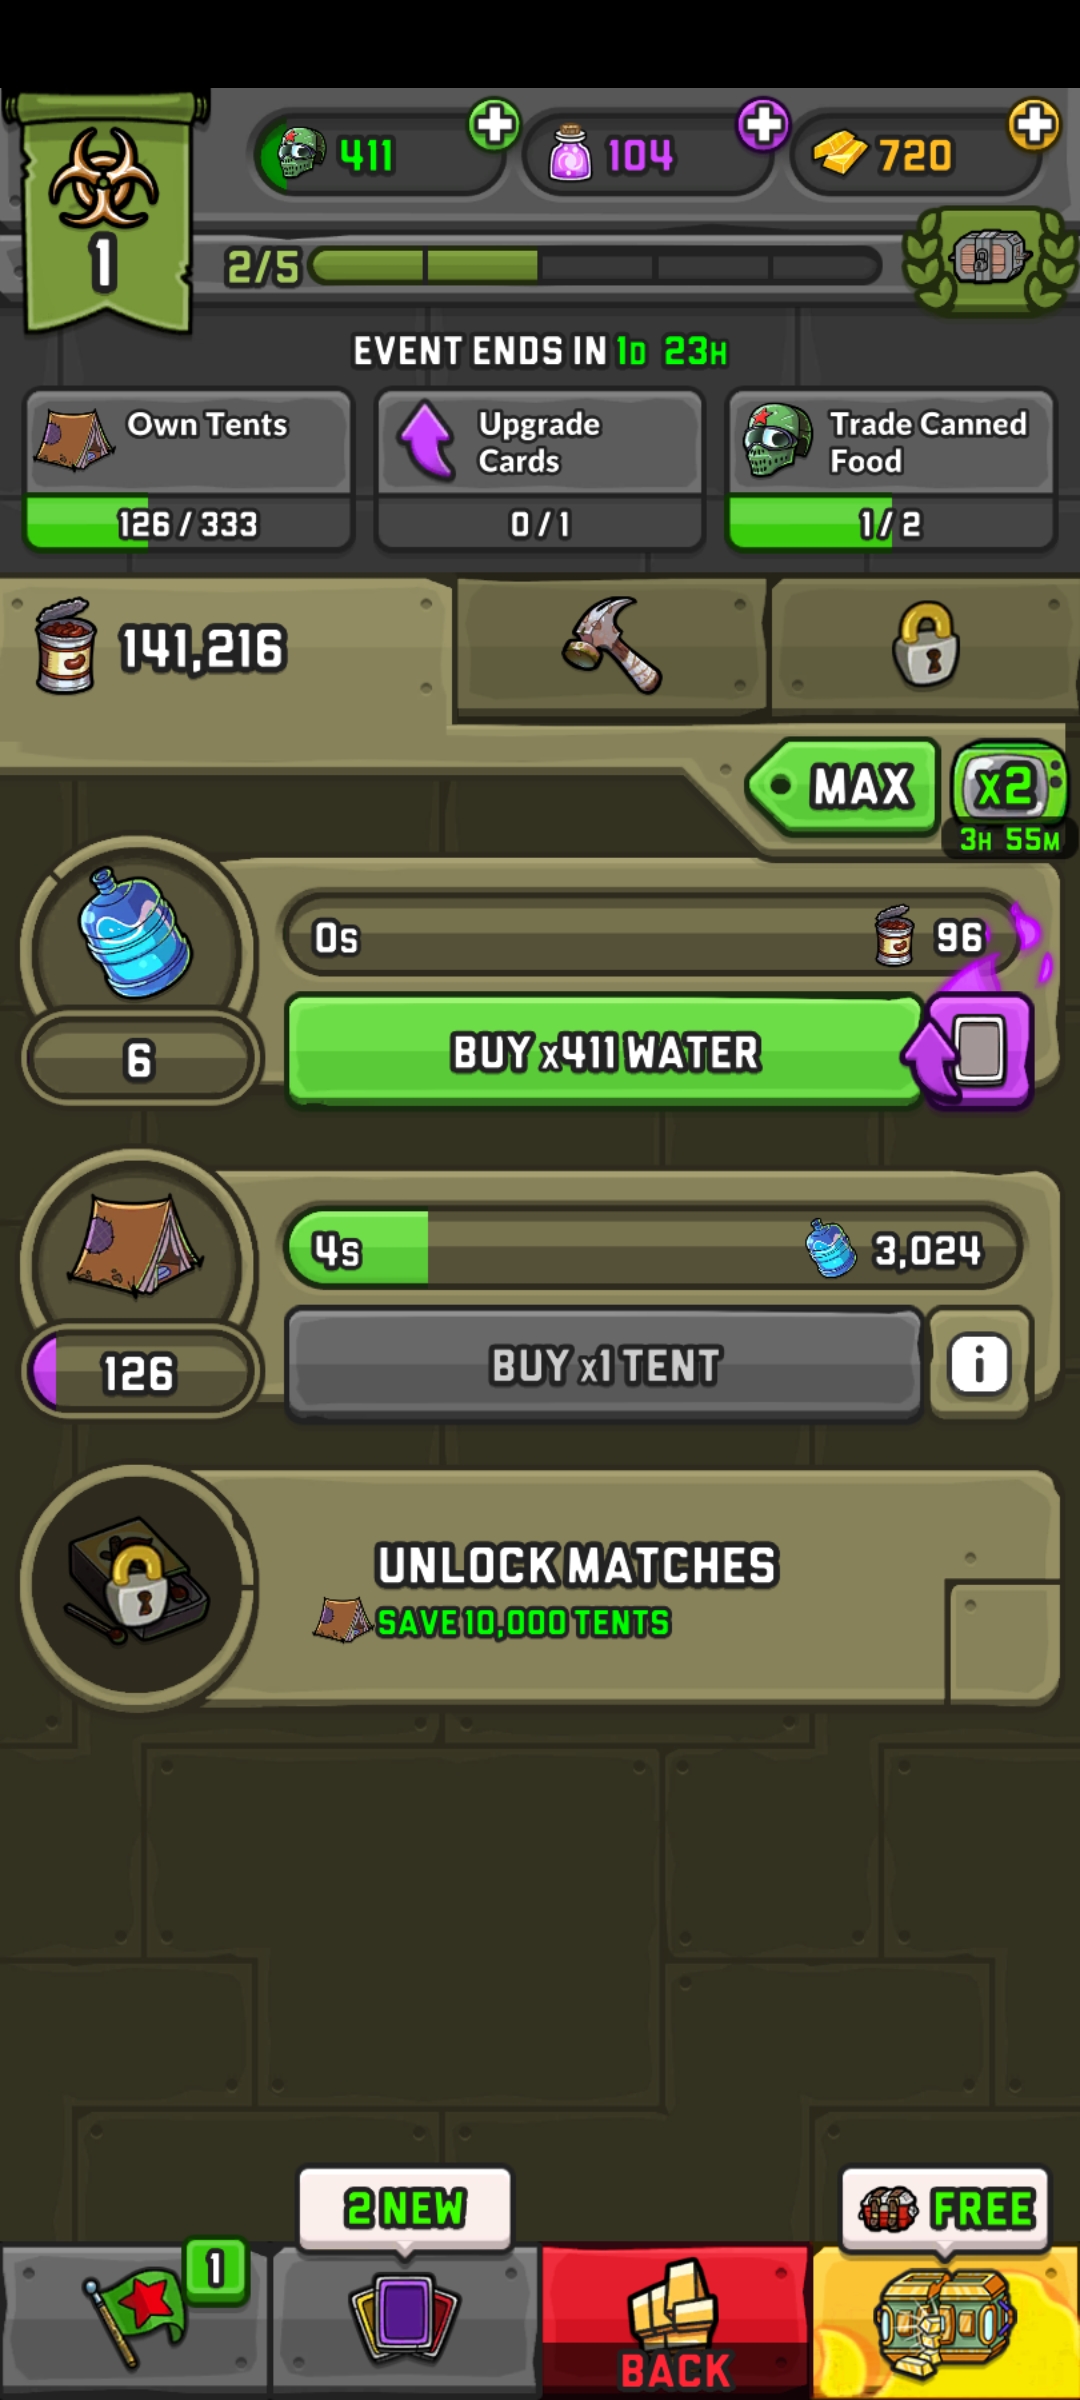 411
104
720
1
2/5
EVENT ENDS IN 1D 23H
Own Tents
126 / 333
Upgrade
Cards
0 / 1
Trade Canned
Food
1 / 2
141,216
MAX
x2
3H 55M
0s
96
6
BUY x411 WATER
4s
3,024
126
BUY x1 TENT
i
UNLOCK MATCHES
SAVE 10,000 TENTS
1
2 NEW
BACK
FREE